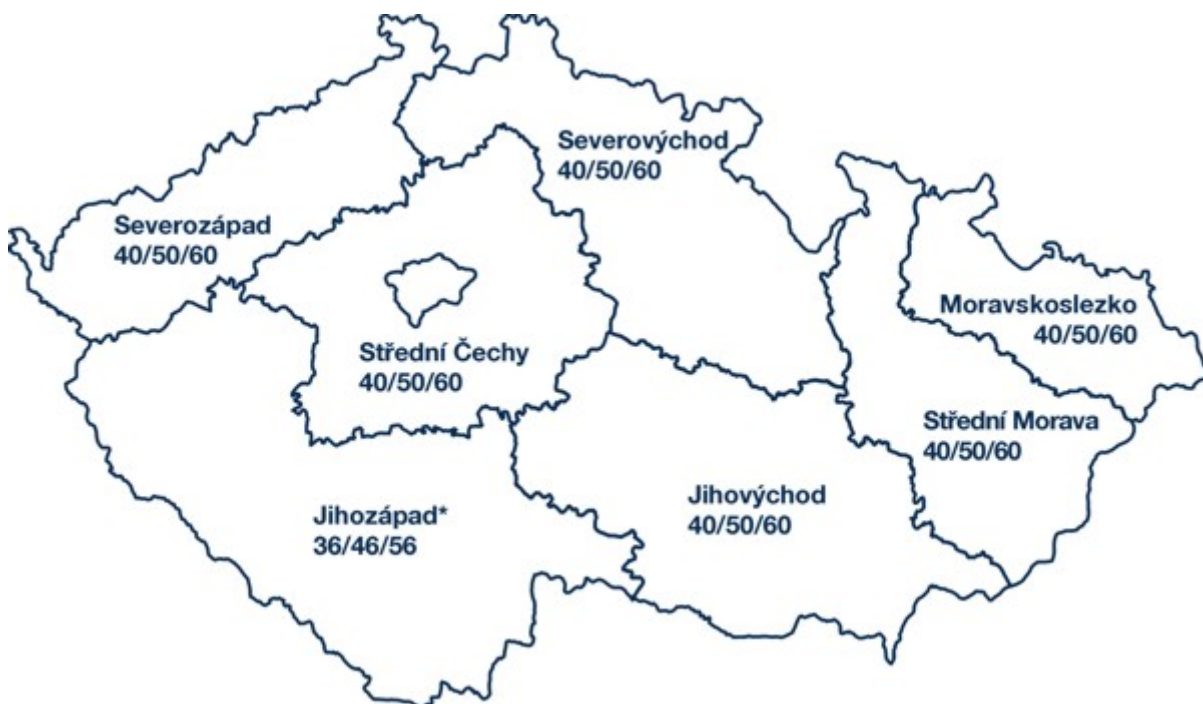 Severovýchod
40/50/60
Severozápad
40/50/60
Moravskoslezko
40/50/60
Střední Čechy
40/50/60
Střední Morava
40/50/60
Jihovýchod
40/50/60
Jihozápad*
36/46/56